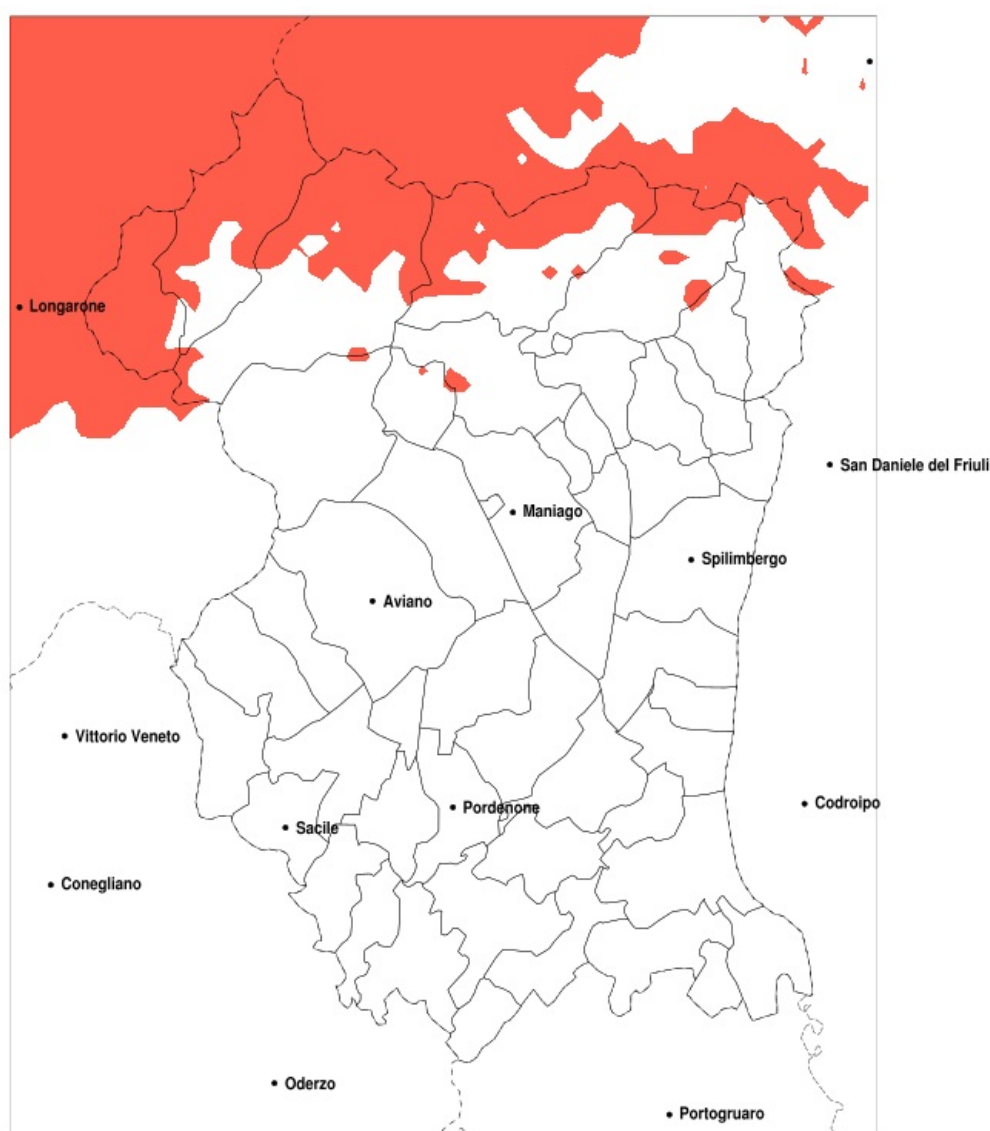 Longarone
San Daniele del Friuli
Maniago
Spilimbergo
Aviano
Vittorio Veneto
Codroipo
Pordenone
Sacile
Conegliano
Oderzo
Portogruaro